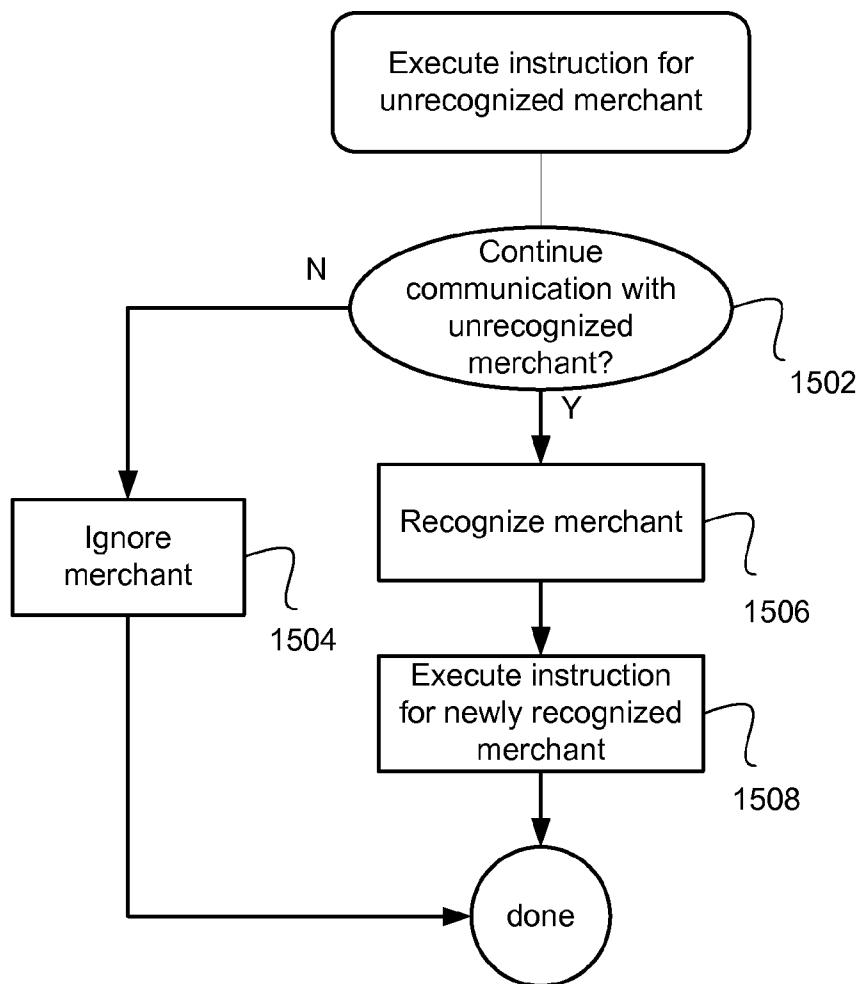 Execute instruction for
unrecognized merchant
Continue
communication with
unrecognized
merchant?
N
1502
Y
Recognize merchant
1506
Ignore
merchant
1504
Execute instruction
for newly recognized
merchant
1508
done